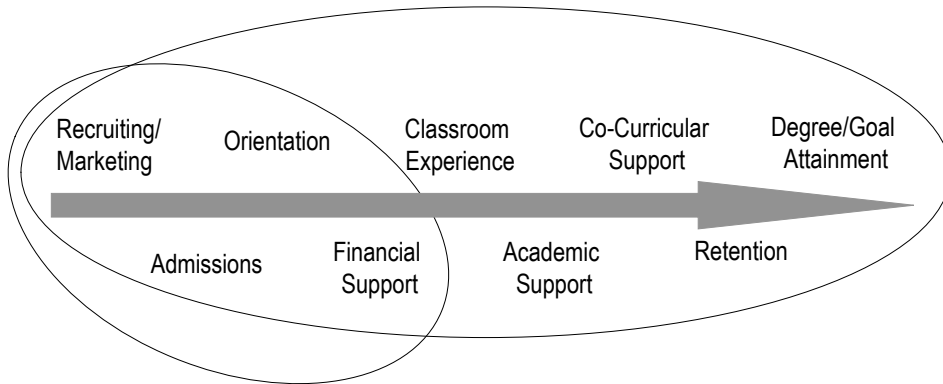 Recruiting/
Marketing
Orientation
Classroom
Experience
Co-Curricular
Support
Degree/Goal
Attainment
Admissions
Financial
Support
Academic
Support
Retention